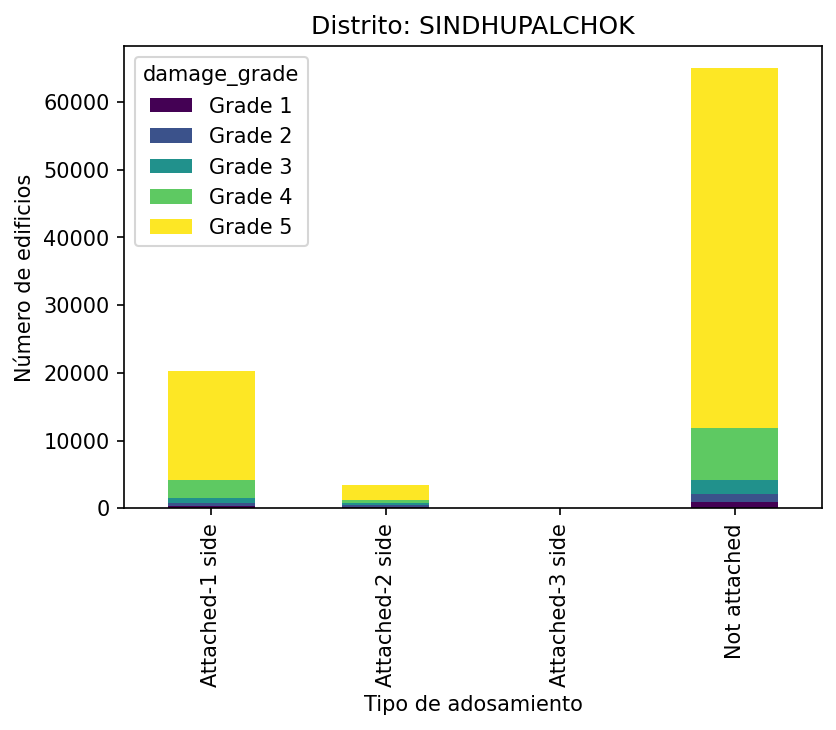 Distrito: SINDHUPALCHOK
damage_grade
Grade 1
Grade 2
Grade 3
Grade 4
Grade 5
Número de edificios
60000
50000
40000
30000
20000
10000
0
Attached-1 side
Attached-2 side
Attached-3 side
Not attached
Tipo de adosamiento